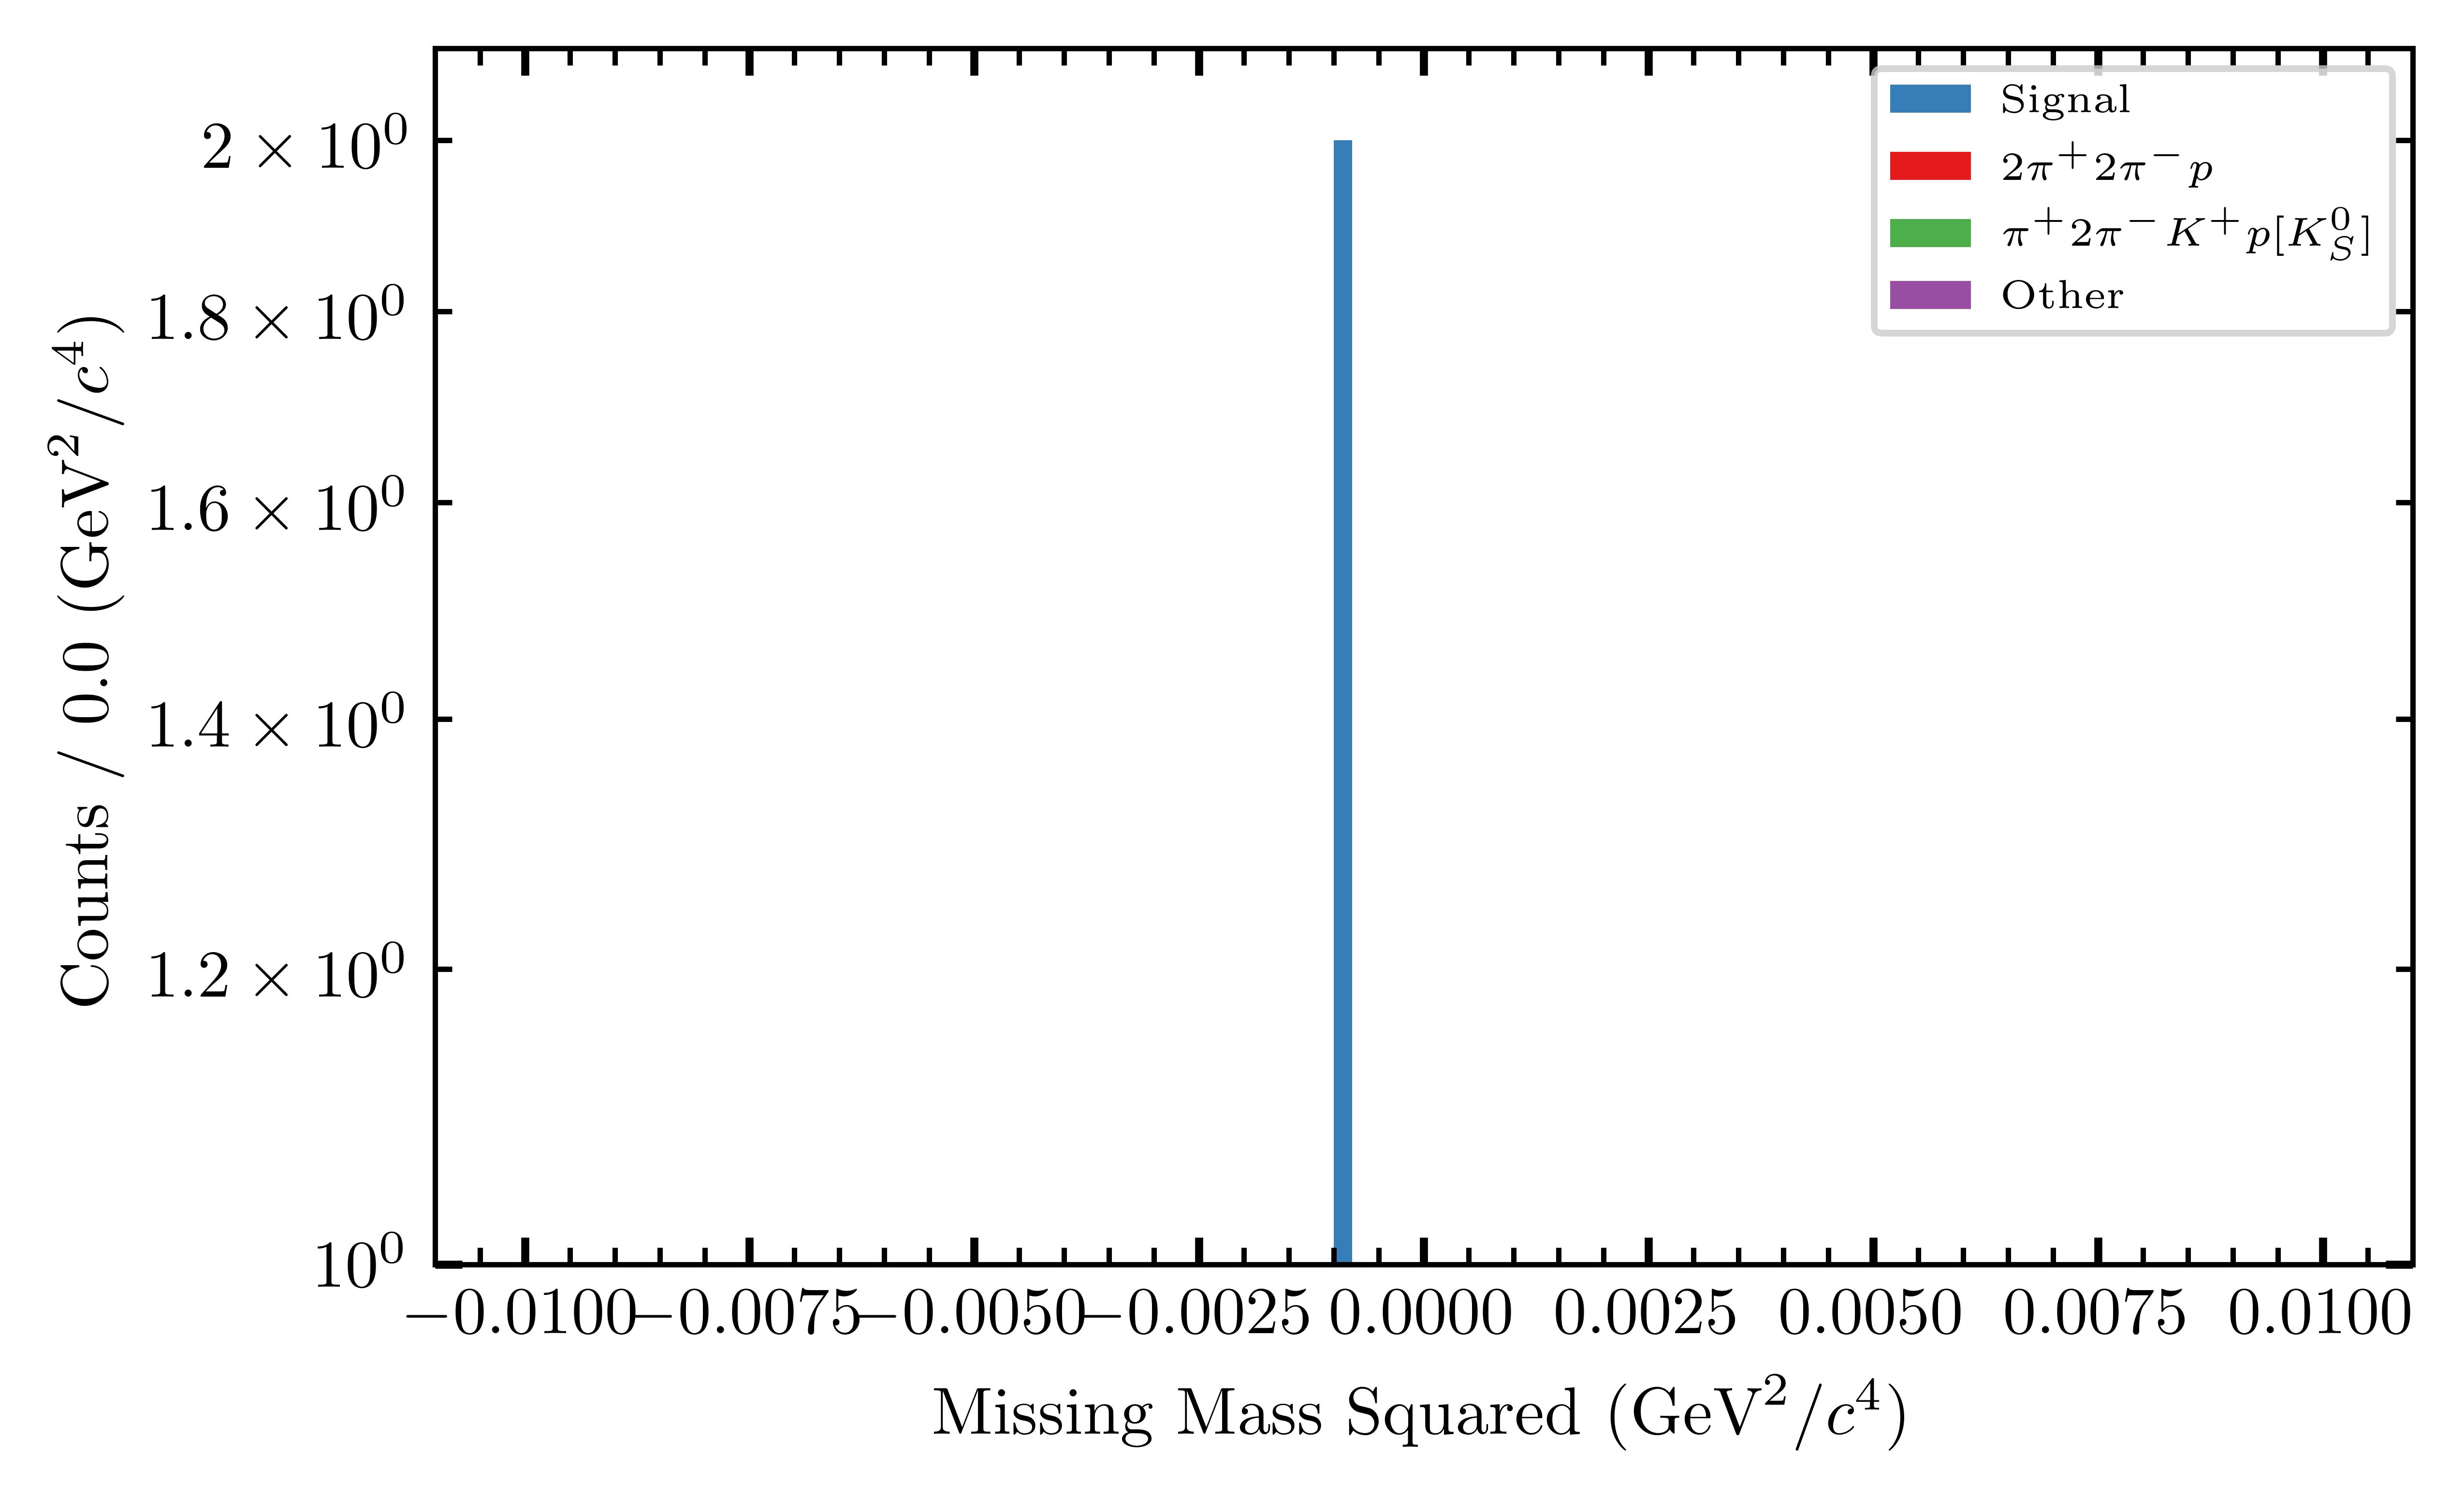 Signal
2π⁺2π⁻p
π⁺2π⁻K⁺p[K⁰_S]
Other
2 × 10⁰
1.8 × 10⁰
1.6 × 10⁰
1.4 × 10⁰
1.2 × 10⁰
10⁰
Counts / 0.0 (GeV²/c⁴)
−0.0100 −0.0075 −0.0050 −0.0025 0.0000 0.0025 0.0050 0.0075 0.0100
Missing Mass Squared (GeV²/c⁴)